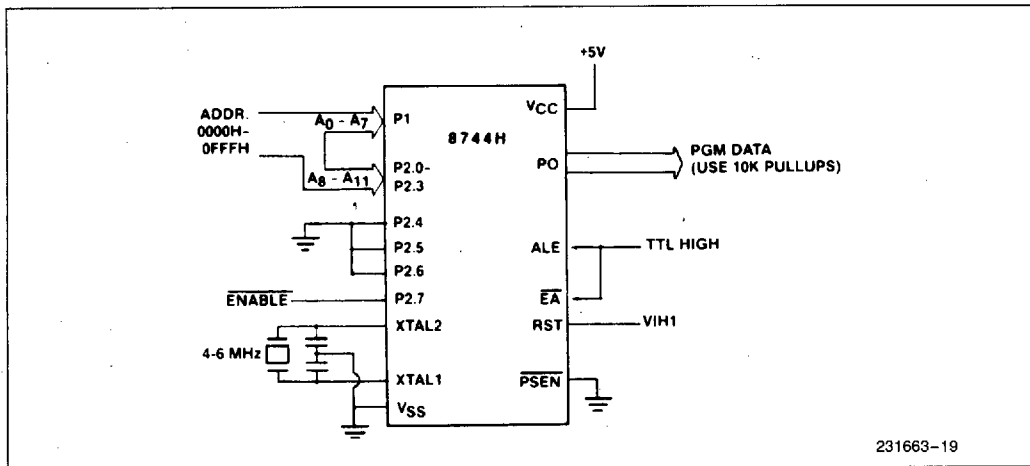 +5V
ADDR.
0000H-
0FFFH
A0 - A7
P1
VCC
8744H
PO
PGM DATA
(USE 10K PULLUPS)
P2.0-
P2.3
A8 - A11
P2.4
P2.5
P2.6
ALE
TTL HIGH
EA
ENABLE
P2.7
XTAL2
RST
VIH1
4-6 MHz
XTAL1
PSEN
VSS
231663-19